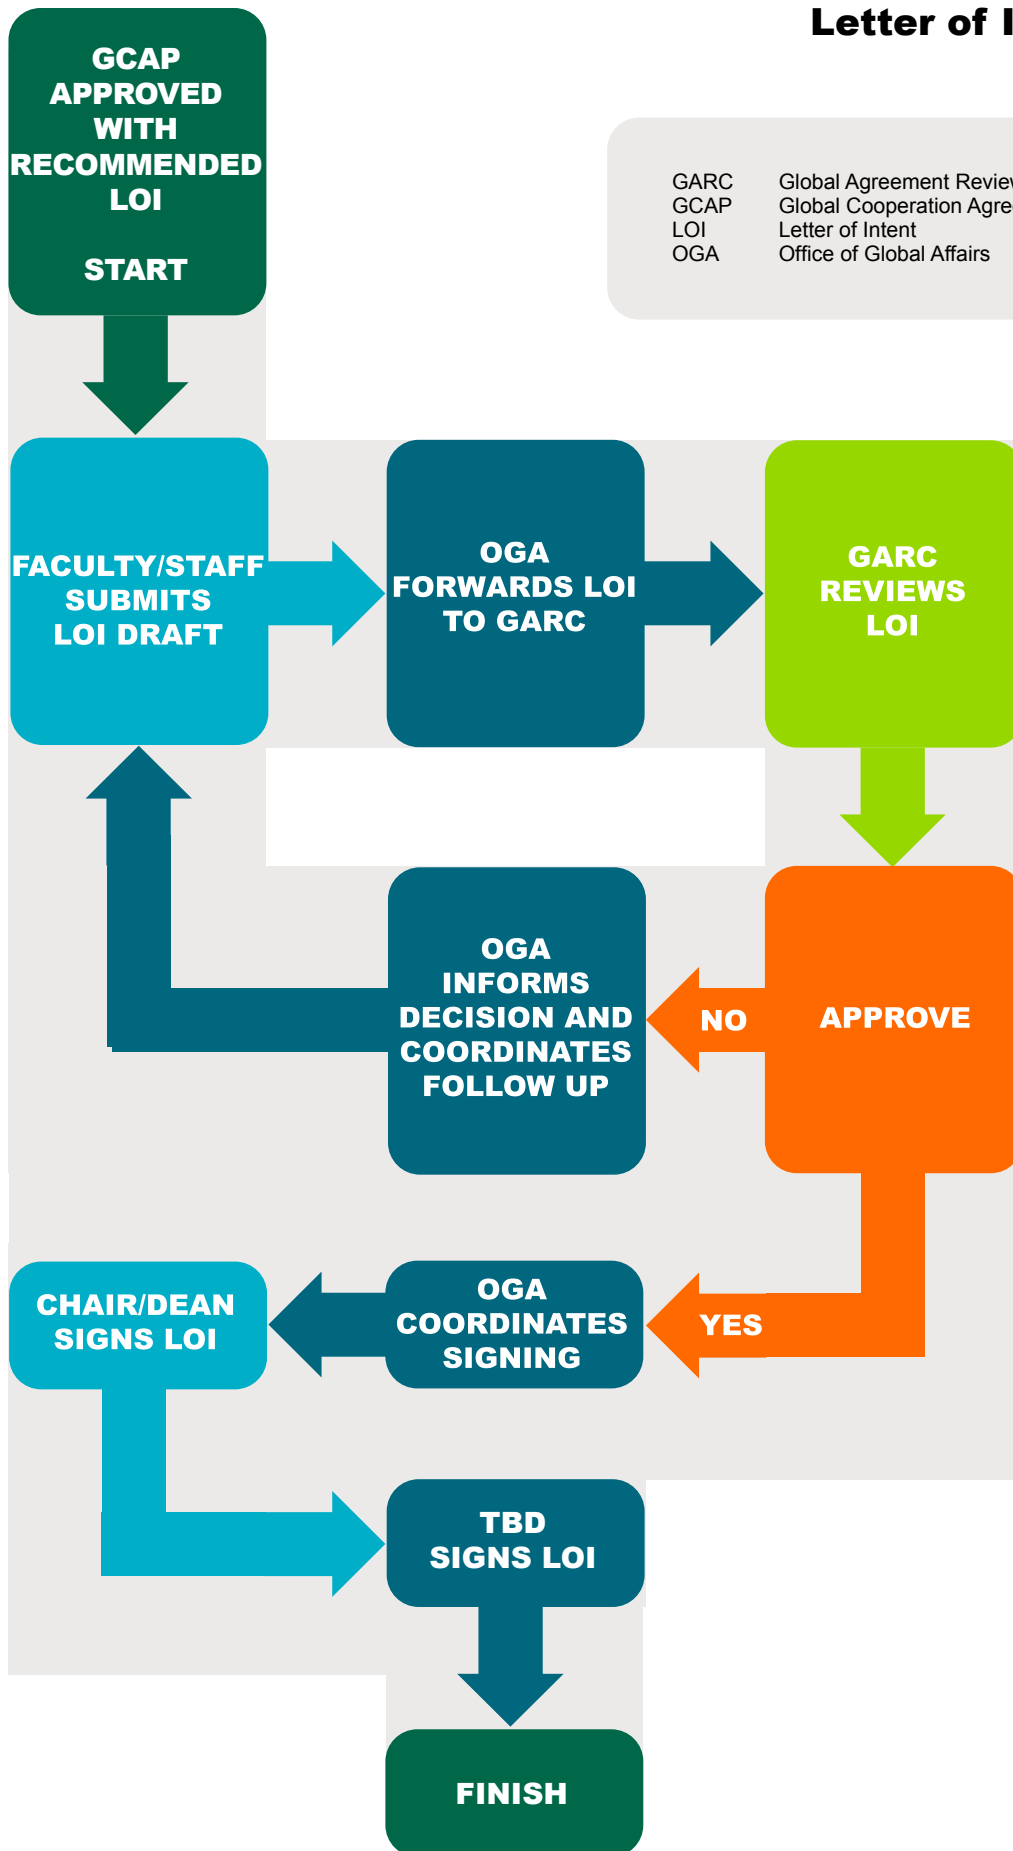 Letter of
GCAP
APPROVED
WITH
RECOMMENDED
LOI
START
GARC Global Agreement
GCAP Global Cooperation
LOI Letter of Intent
OGA Office of Global Affairs
FACULTY/STAFF
SUBMITS
LOI DRAFT
OGA
FORWARDS LOI
TO GARC
GARC
REVIEWS
LOI
OGA
INFORMS
DECISION AND
COORDINATES
FOLLOW UP
NO
APPROVE
CHAIR/DEAN
SIGNS LOI
OGA
COORDINATES
SIGNING
YES
TBD
SIGNS LOI
FINISH